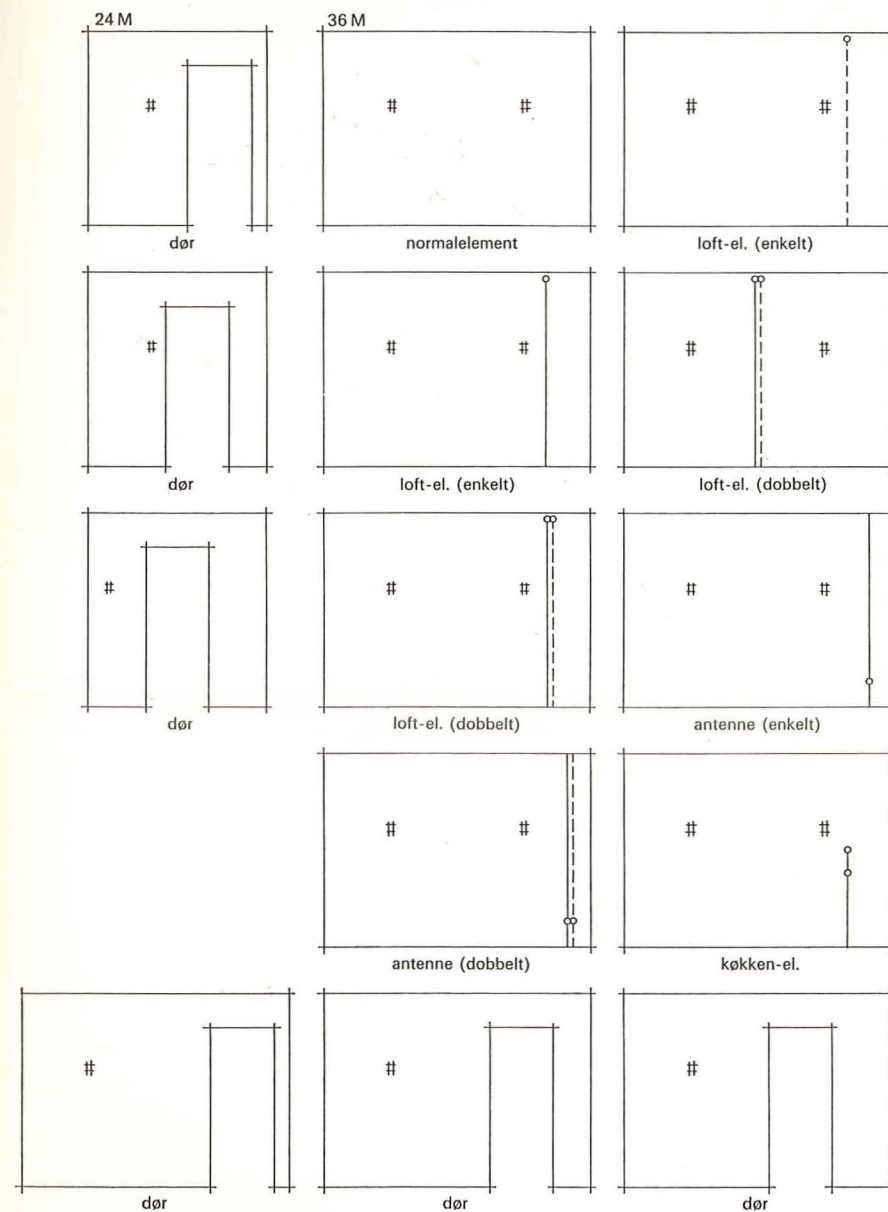 24 M 36 M
dør normalelement loft-el. (enkelt)
dør loft-el. (enkelt) loft-el. (dobbelt)
dør loft-el. (dobbelt) antenne (enkelt)
antenne (dobbelt) køkken-el.
dør dør dør